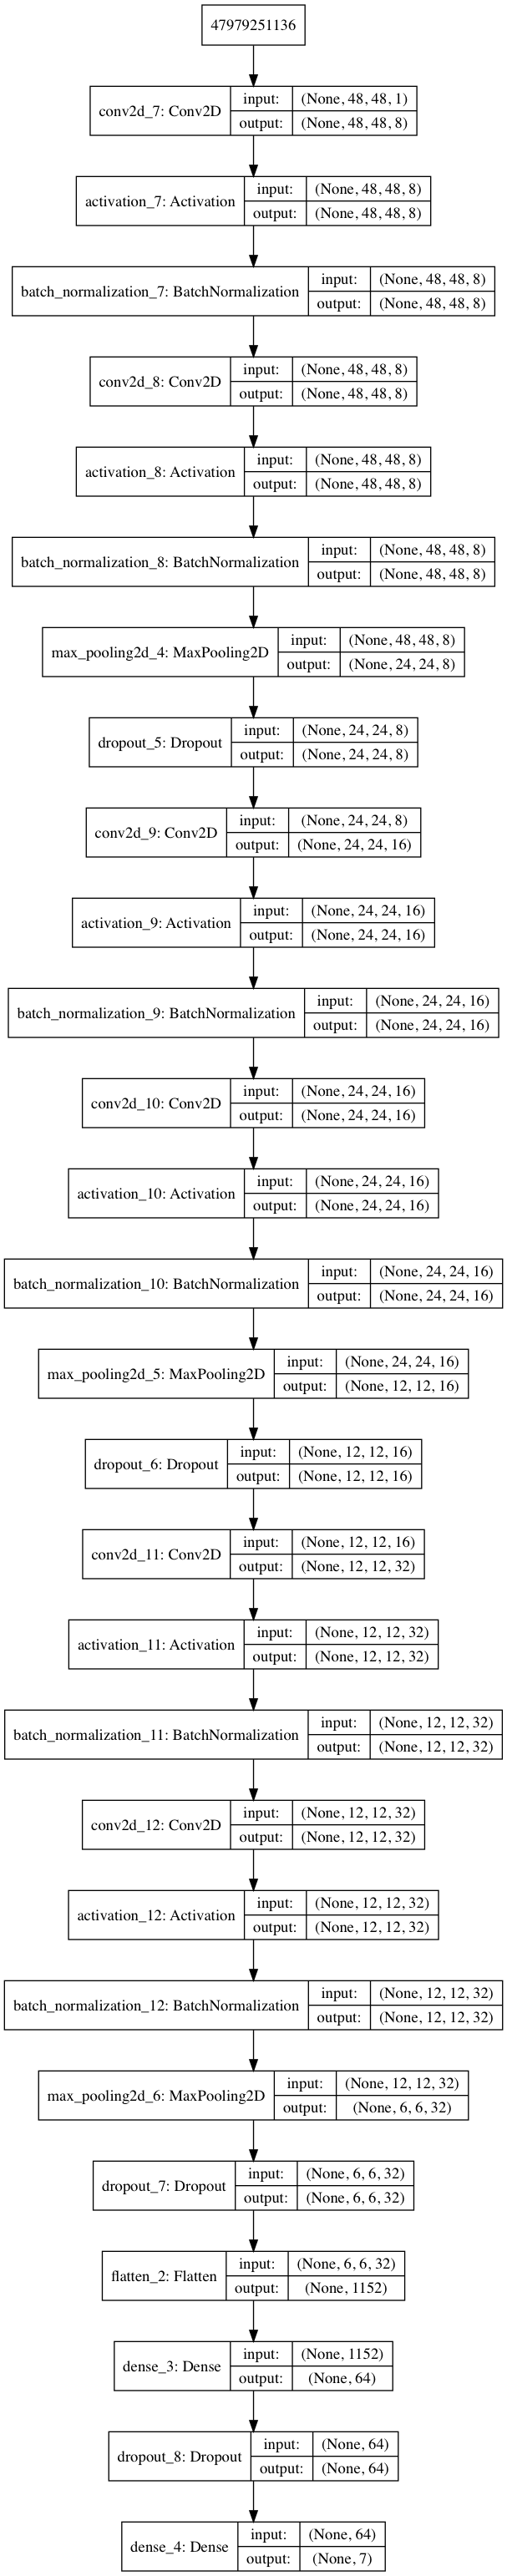 47979251136
conv2d_7: Conv2D
input: (None, 48, 48, 1)
output: (None, 48, 48, 8)
activation_7: Activation
input: (None, 48, 48, 8)
output: (None, 48, 48, 8)
batch_normalization_7: BatchNormalization
input: (None, 48, 48, 8)
output: (None, 48, 48, 8)
conv2d_8: Conv2D
input: (None, 48, 48, 8)
output: (None, 48, 48, 8)
activation_8: Activation
input: (None, 48, 48, 8)
output: (None, 48, 48, 8)
batch_normalization_8: BatchNormalization
input: (None, 48, 48, 8)
output: (None, 48, 48, 8)
max_pooling2d_4: MaxPooling2D
input: (None, 48, 48, 8)
output: (None, 24, 24, 8)
dropout_5: Dropout
input: (None, 24, 24, 8)
output: (None, 24, 24, 8)
conv2d_9: Conv2D
input: (None, 24, 24, 8)
output: (None, 24, 24, 16)
activation_9: Activation
input: (None, 24, 24, 16)
output: (None, 24, 24, 16)
batch_normalization_9: BatchNormalization
input: (None, 24, 24, 16)
output: (None, 24, 24, 16)
conv2d_10: Conv2D
input: (None, 24, 24, 16)
output: (None, 24, 24, 16)
activation_10: Activation
input: (None, 24, 24, 16)
output: (None, 24, 24, 16)
batch_normalization_10: BatchNormalization
input: (None, 24, 24, 16)
output: (None, 24, 24, 16)
max_pooling2d_5: MaxPooling2D
input: (None, 24, 24, 16)
output: (None, 12, 12, 16)
dropout_6: Dropout
input: (None, 12, 12, 16)
output: (None, 12, 12, 16)
conv2d_11: Conv2D
input: (None, 12, 12, 16)
output: (None, 12, 12, 32)
activation_11: Activation
input: (None, 12, 12, 32)
output: (None, 12, 12, 32)
batch_normalization_11: BatchNormalization
input: (None, 12, 12, 32)
output: (None, 12, 12, 32)
conv2d_12: Conv2D
input: (None, 12, 12, 32)
output: (None, 12, 12, 32)
activation_12: Activation
input: (None, 12, 12, 32)
output: (None, 12, 12, 32)
batch_normalization_12: BatchNormalization
input: (None, 12, 12, 32)
output: (None, 12, 12, 32)
max_pooling2d_6: MaxPooling2D
input: (None, 12, 12, 32)
output: (None, 6, 6, 32)
dropout_7: Dropout
input: (None, 6, 6, 32)
output: (None, 6, 6, 32)
flatten_2: Flatten
input: (None, 6, 6, 32)
output: (None, 1152)
dense_3: Dense
input: (None, 1152)
output: (None, 64)
dropout_8: Dropout
input: (None, 64)
output: (None, 64)
dense_4: Dense
input: (None, 64)
output: (None, 7)